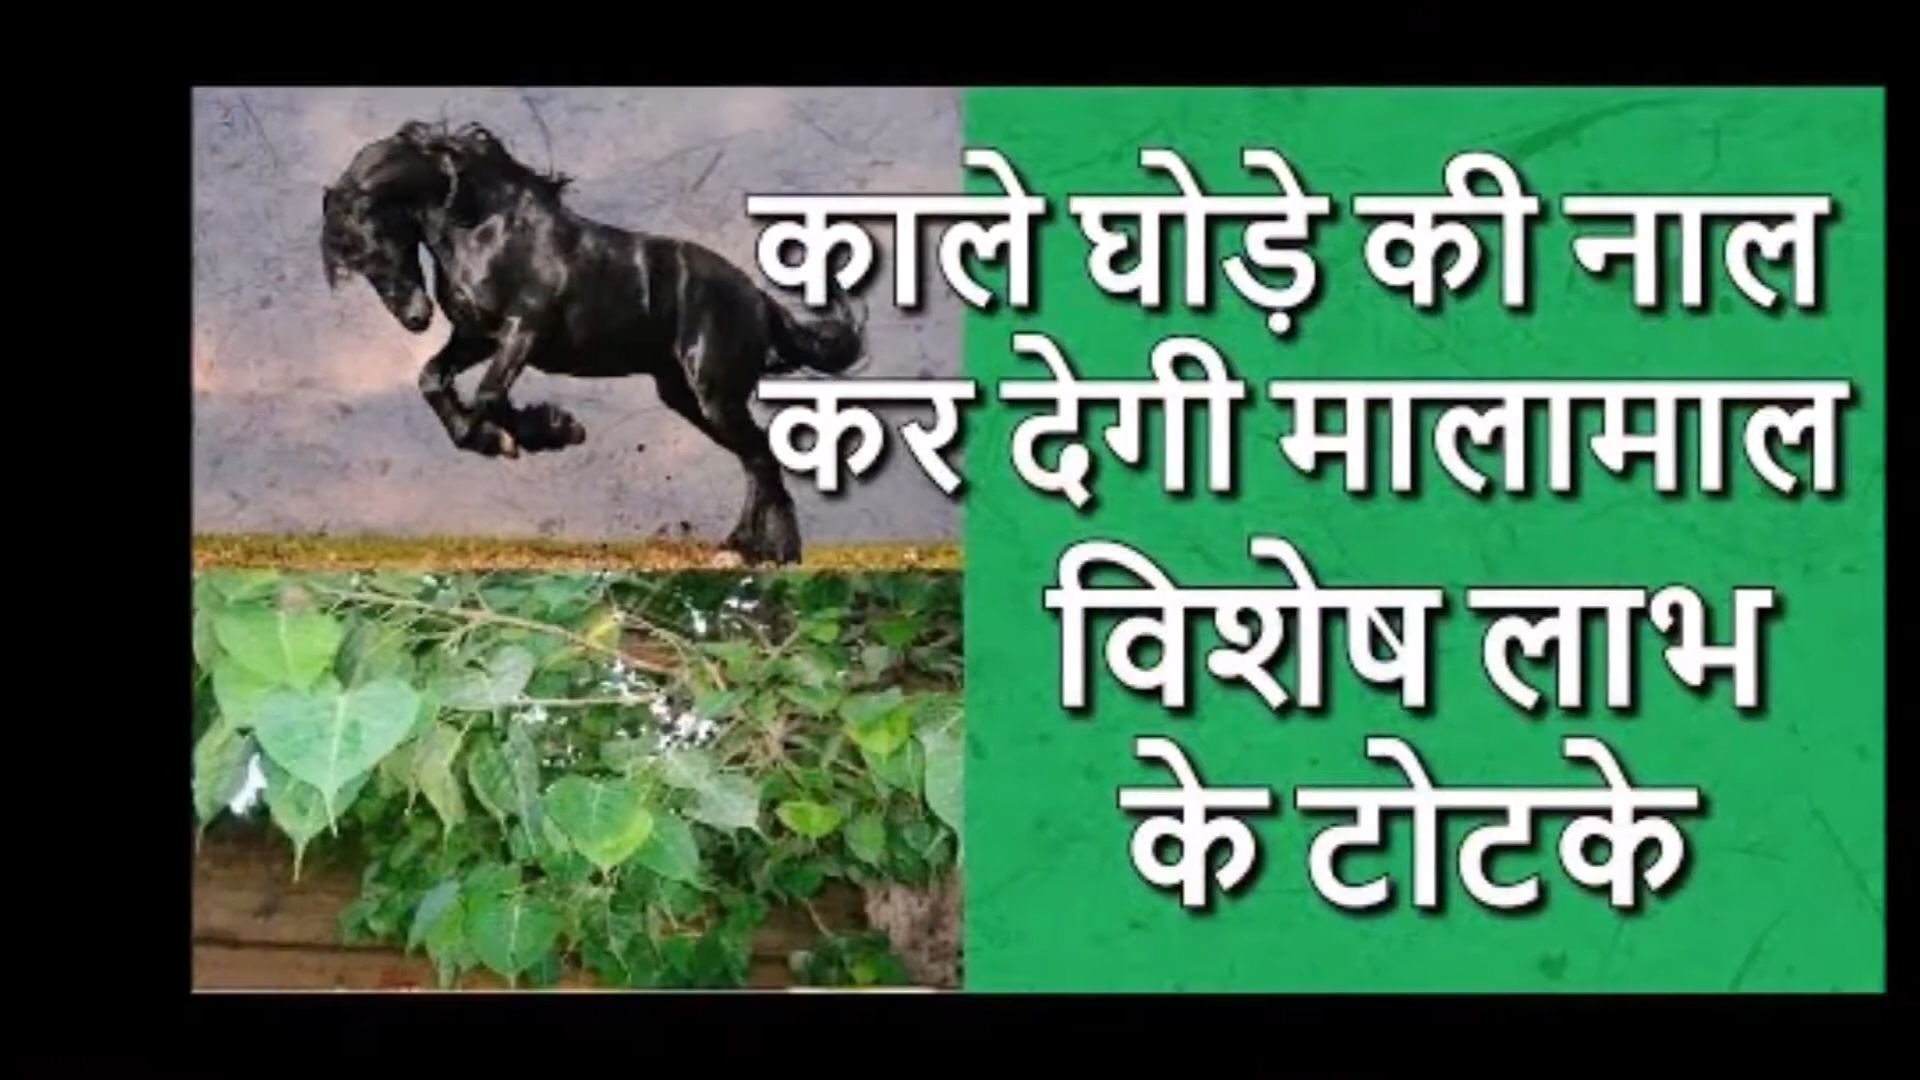 काले घोड़े की नाल
कर देगी मालामाल
विशेष लाभ
के टोटके